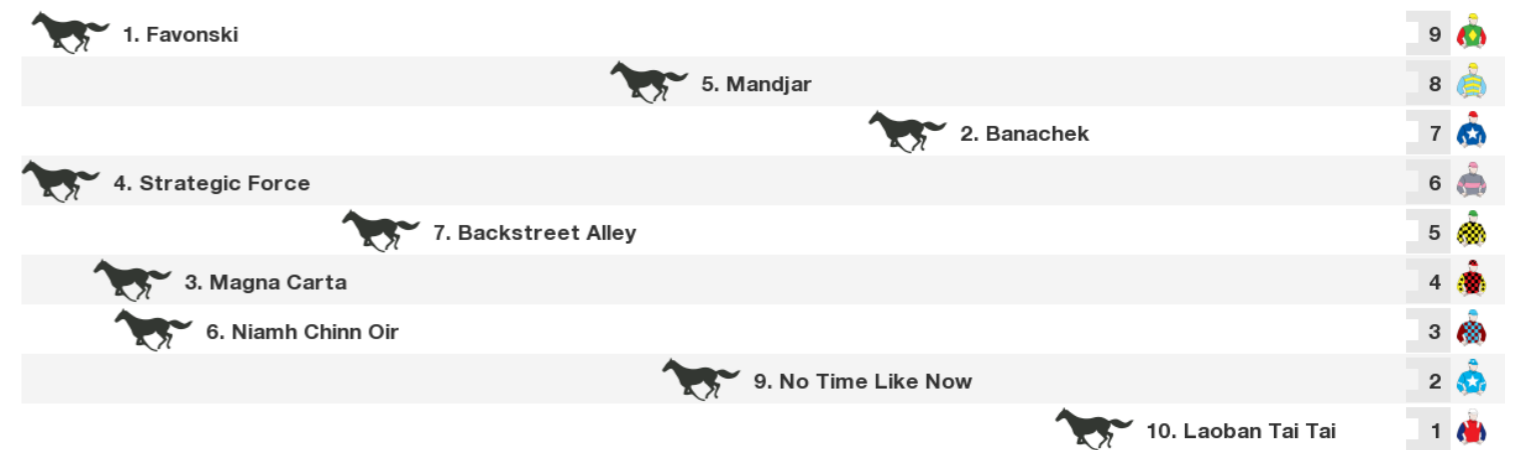 1. Favonski 9
5. Mandjar 8
2. Banachek 7
4. Strategic Force 6
7. Backstreet Alley 5
3. Magna Carta 4
6. Niamh Chinn Oir 3
9. No Time Like Now 2
10. Laoban Tai Tai 1